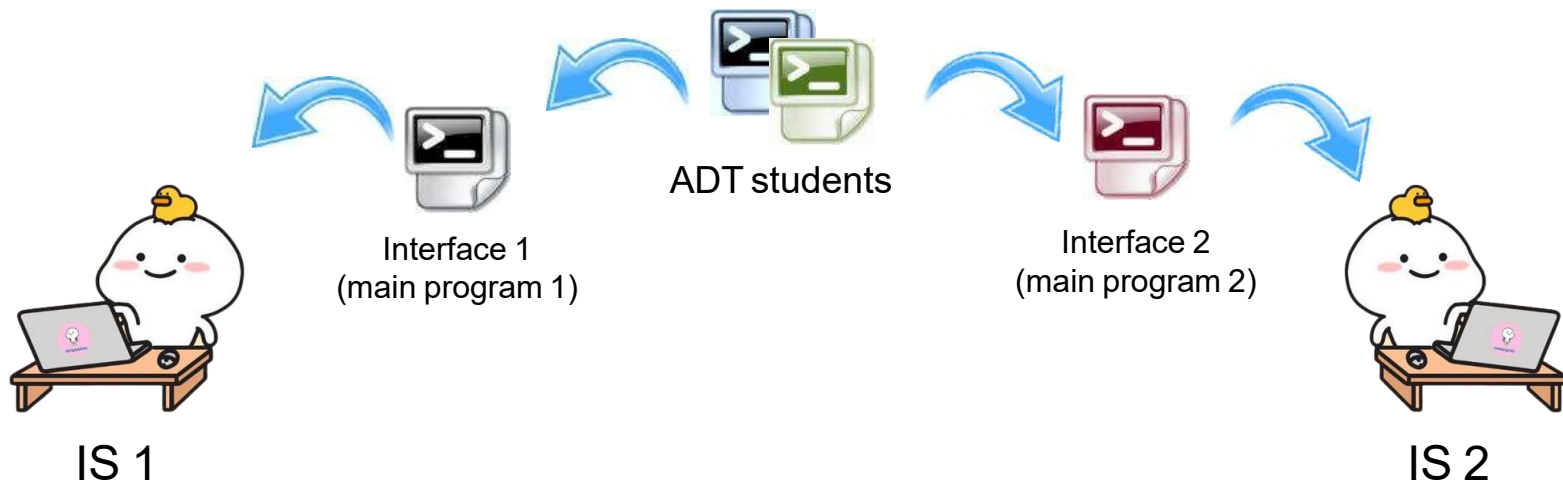 ADT students
Interface 1
(main program 1)
Interface 2
(main program 2)
IS 1
IS 2